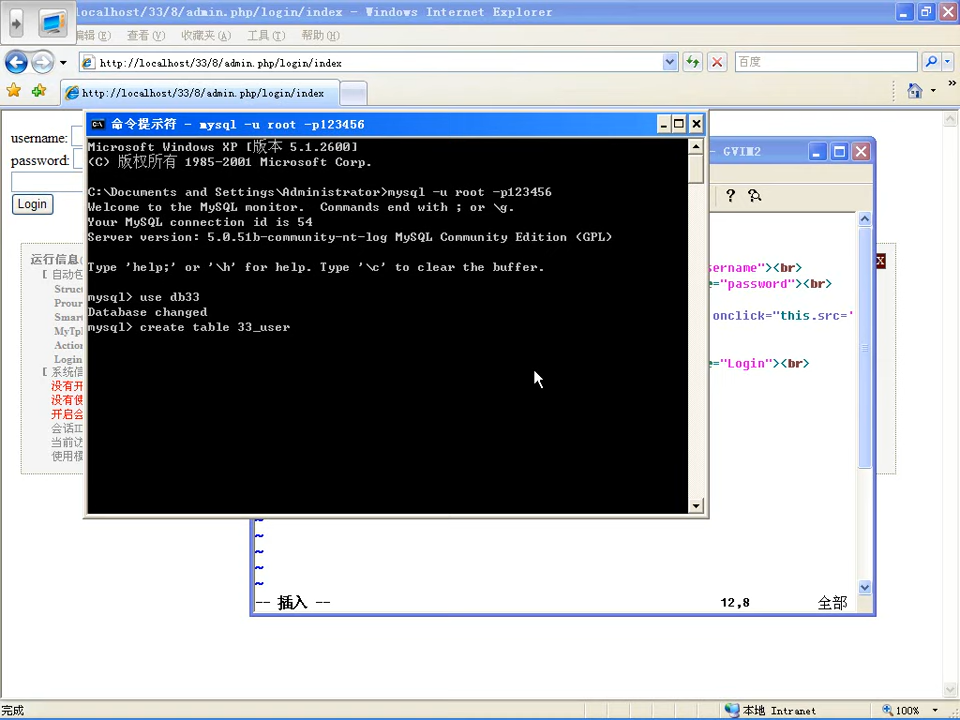 localhost/33/8/admin.php/login/index - Windows Internet Explorer
编辑(E) 查看(V) 收藏夹(A) 工具(T) 帮助(H)
http://localhost/33/8/admin.php/login/index
百度
http://localhost/33/8/admin.php/login/index
命令提示符 - mysql -u root -p123456
Microsoft Windows XP [版本 5.1.2600]
(C) 版权所有 1985-2001 Microsoft Corp.
C:\Documents and Settings\Administrator>mysql -u root -p123456
Welcome to the MySQL monitor.  Commands end with ; or \g.
Your MySQL connection id is 54
Server version: 5.0.51b-community-nt-log MySQL Community Edition (GPL)
Type 'help;' or '\h' for help. Type '\c' to clear the buffer.
mysql> use db33
Database changed
mysql> create table 33_user
username:
password:
Login
运行信息
[ 自动包
Struc
Prour
Smar
MyTpl
Action
Login
[ 系统信
没有开
没有使
开启会
会话ID
当前访
使用模
X
- GVIM2
sername"><br>
="password"><br>
onclick="this.src='
="Login"><br>
~
~
~
~
~
-- 插入 --
12,8
全部
完成
本地 Intranet
100%